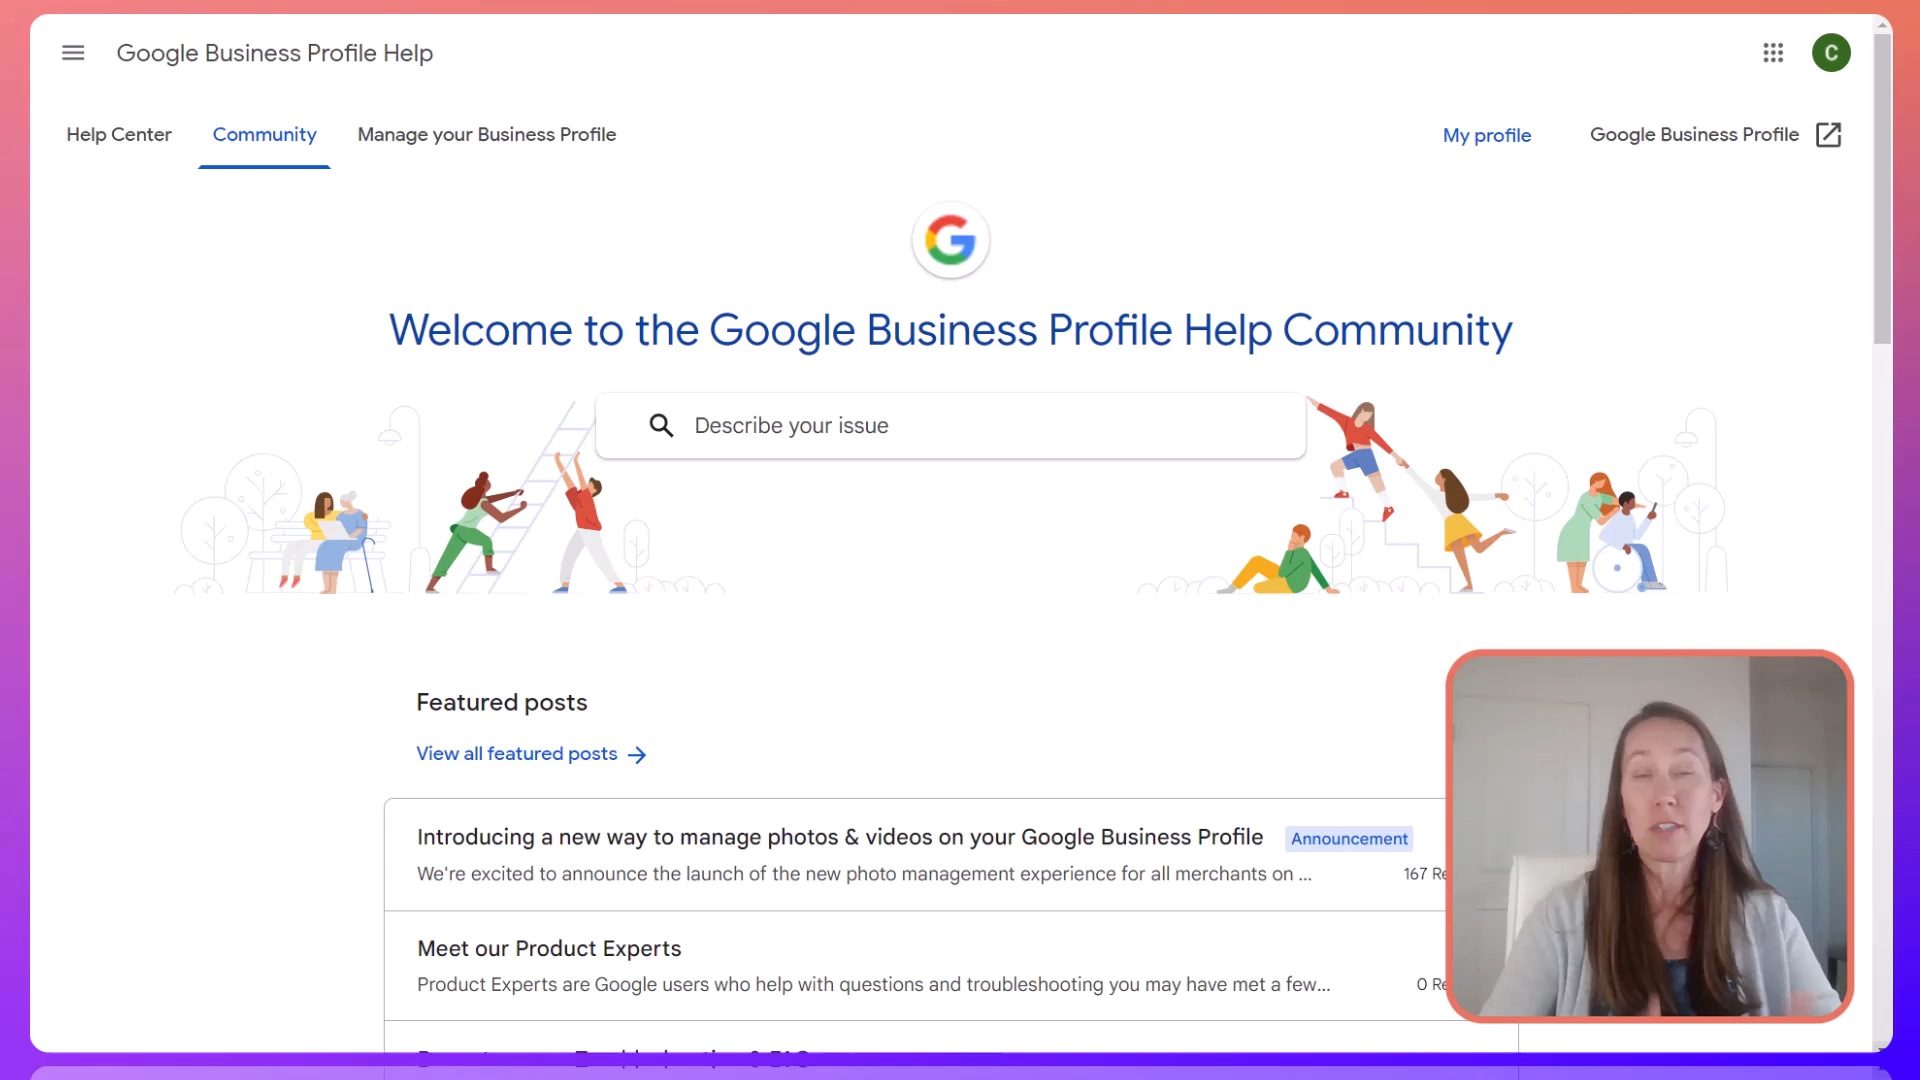 Google Business Profile Help
C
Help Center
Community
Manage your Business Profile
My profile
Google Business Profile
Welcome to the Google Business Profile Help Community
Describe your issue
Featured posts
View all featured posts
Introducing a new way to manage photos & videos on your Google Business Profile
Announcement
We're excited to announce the launch of the new photo management experience for all merchants on ...
167 Re
Meet our Product Experts
Product Experts are Google users who help with questions and troubleshooting you may have met a few...
0 Re